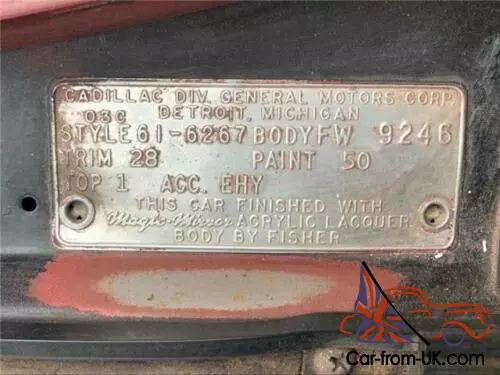 CADILLAC DIV. GENERAL MOTORS CORP.
03C DETROIT, MICHIGAN
STYLE 61-6267 BODY FW 9246
TRIM 28 PAINT 50
TOP 1 ACC. EHY
THIS CAR FINISHED WITH
Magic-Mirror ACRYLIC LACQUER
BODY BY FISHER
Car-from-UK.com